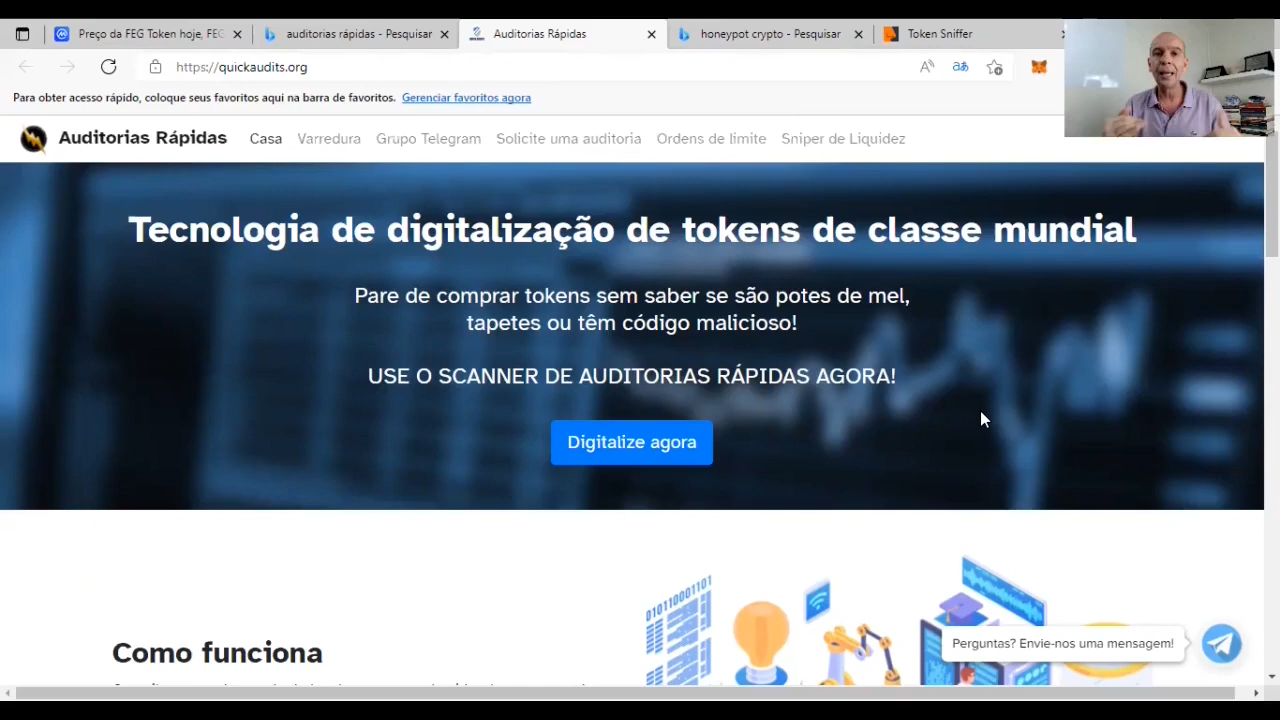 Preço da FEG Token hoje, FEG
auditorias rápidas - Pesquisar
Auditorias Rápidas
honeypot crypto - Pesquisar
Token Sniffer
https://quickaudits.org
Para obter acesso rápido, coloque seus favoritos aqui na barra de favoritos. Gerenciar favoritos agora
Auditorias Rápidas
Casa
Varredura
Grupo Telegram
Solicite uma auditoria
Ordens de limite
Sniper de Liquidez
Tecnologia de digitalização de tokens de classe mundial
Pare de comprar tokens sem saber se são potes de mel,
tapetes ou têm código malicioso!
USE O SCANNER DE AUDITORIAS RÁPIDAS AGORA!
Digitalize agora
010110001101
Como funciona
Perguntas? Envie-nos uma mensagem!